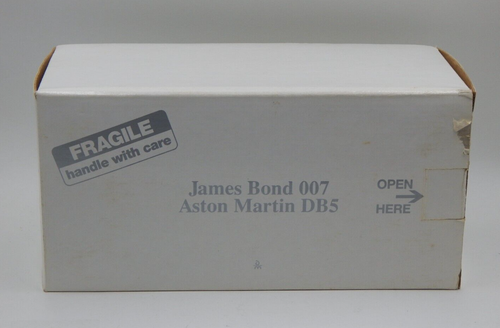 FRAGILE
handle with care
James Bond 007
Aston Martin DB5
OPEN
HERE